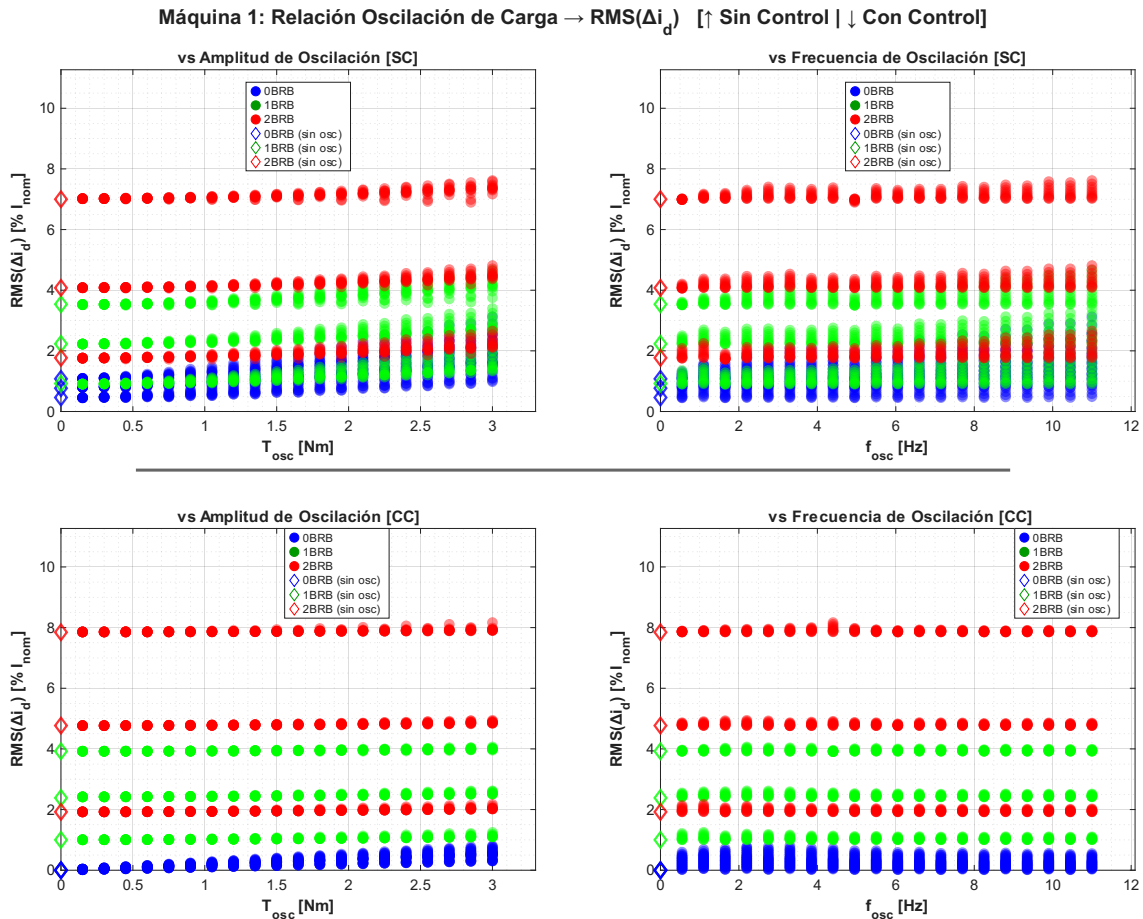 Máquina 1: Relación Oscilación de Carga → RMS(Δi_d) [↑ Sin Control | ↓ Con Control]
vs Amplitud de Oscilación [SC]
0BRB
1BRB
2BRB
0BRB (sin osc)
1BRB (sin osc)
2BRB (sin osc)
RMS(Δi_d) [% I_nom]
10
8
6
4
2
0
0 0.5 1 1.5 2 2.5 3
T_osc [Nm]
vs Frecuencia de Oscilación [SC]
0BRB
1BRB
2BRB
0BRB (sin osc)
1BRB (sin osc)
2BRB (sin osc)
RMS(Δi_d) [% I_nom]
10
8
6
4
2
0
0 2 4 6 8 10 12
f_osc [Hz]
vs Amplitud de Oscilación [CC]
0BRB
1BRB
2BRB
0BRB (sin osc)
1BRB (sin osc)
2BRB (sin osc)
RMS(Δi_d) [% I_nom]
10
8
6
4
2
0
0 0.5 1 1.5 2 2.5 3
T_osc [Nm]
vs Frecuencia de Oscilación [CC]
0BRB
1BRB
2BRB
0BRB (sin osc)
1BRB (sin osc)
2BRB (sin osc)
RMS(Δi_d) [% I_nom]
10
8
6
4
2
0
0 2 4 6 8 10 12
f_osc [Hz]